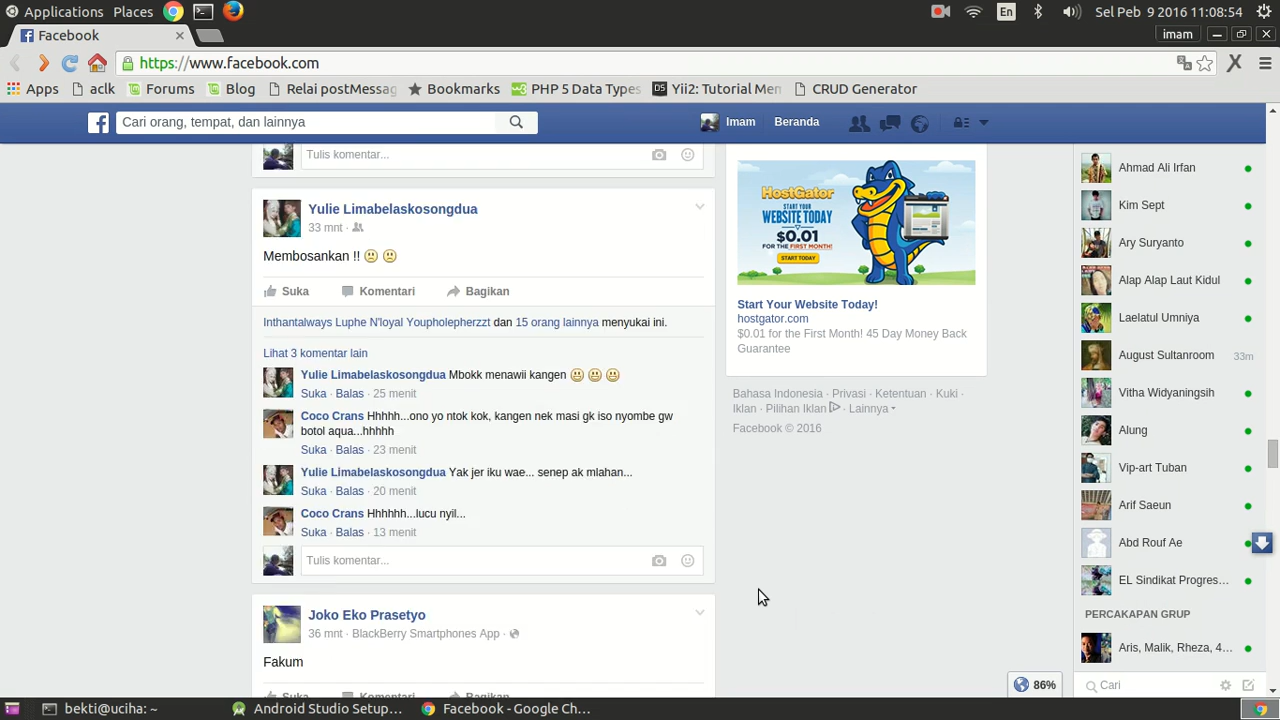 Applications Places En Sel Peb 9 2016 11:08:54
Facebook imam
https://www.facebook.com
Apps aclk Forums Blog Relai postMessag Bookmarks PHP 5 Data Types Yii2: Tutorial Men CRUD Generator
Cari orang, tempat, dan lainnya Imam Beranda
Tulis komentar...
Yulie Limabelaskosongdua
33 mnt ·
Membosankan !!
Suka Komentari Bagikan
Inthantalways Luphe N'loyal Youpholepherzzt dan 15 orang lainnya menyukai ini.
Lihat 3 komentar lain
Yulie Limabelaskosongdua Mbokk menawii kangen
Suka · Balas · 25 menit
Coco Crans Hhhhh...ono yo ntok kok, kangen nek masi gk iso nyombe gw
botol aqua...hhhhh
Suka · Balas · 23 menit
Yulie Limabelaskosongdua Yak jer iku wae... senep ak mlahan...
Suka · Balas · 20 menit
Coco Crans Hhhhhh...lucu nyil...
Suka · Balas · 13 menit
Tulis komentar...
Joko Eko Prasetyo
36 mnt · BlackBerry Smartphones App ·
Fakum
Suka Komentari Bagikan
HostGator
START YOUR
WEBSITE TODAY!
$0.01
FOR THE FIRST MONTH!
START TODAY
Start Your Website Today!
hostgator.com
$0.01 for the First Month! 45 Day Money Back
Guarantee
Bahasa Indonesia · Privasi · Ketentuan · Kuki ·
Iklan · Pilihan Iklan · Lainnya
Facebook © 2016
Ahmad Ali Irfan
Kim Sept
Ary Suryanto
Alap Alap Laut Kidul
Laelatul Umniya
August Sultanroom 33m
Vitha Widyaningsih
Alung
Vip-art Tuban
Arif Saeun
Abd Rouf Ae
EL Sindikat Progres...
PERCAKAPAN GRUP
Aris, Malik, Rheza, 4...
86% Cari
bekti@uciha: ~ Android Studio Setup... Facebook - Google Ch...